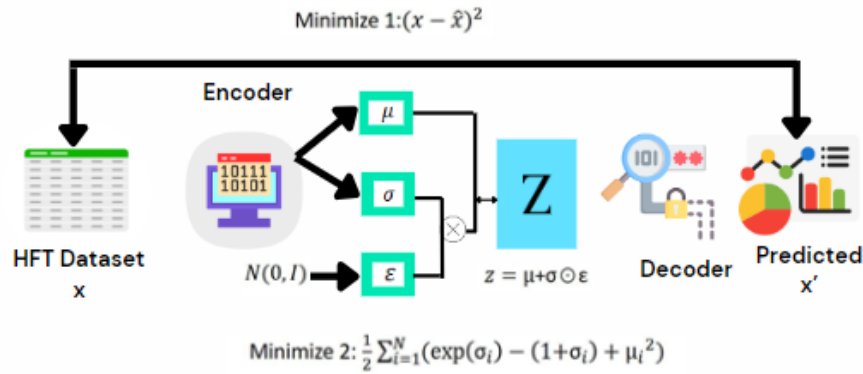 Minimize 1:(x − x̂)²
Encoder
μ
10111
10101
σ
Z
101
**
HFT Dataset
x
N(0, I)
ε
z = μ+σ⊙ε
Decoder
Predicted
x′
Minimize 2: ½ ∑ᵢ₌₁ᴺ(exp(σᵢ) − (1+σᵢ) + μᵢ²)